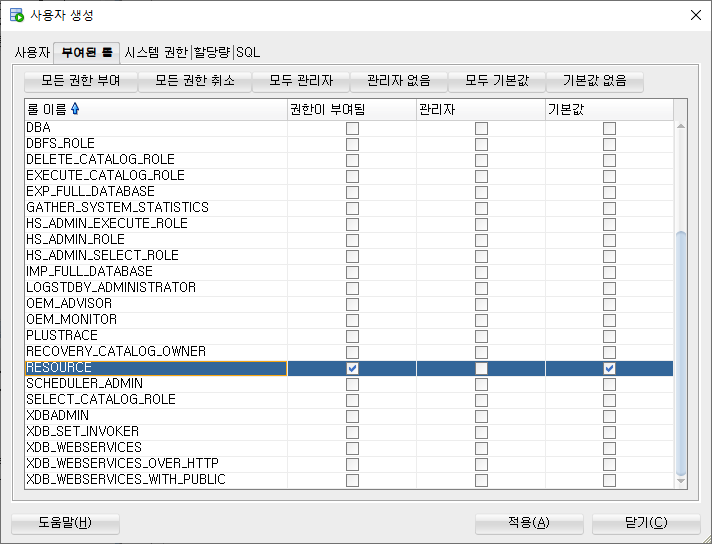 사용자 생성
사용자 부여된 롤 시스템 권한 할당량 SQL
모든 권한 부여 모든 권한 취소 모두 관리자 관리자 없음 모두 기본값 기본값 없음
롤 이름 권한이 부여됨 관리자 기본값
DBA
DBFS_ROLE
DELETE_CATALOG_ROLE
EXECUTE_CATALOG_ROLE
EXP_FULL_DATABASE
GATHER_SYSTEM_STATISTICS
HS_ADMIN_EXECUTE_ROLE
HS_ADMIN_ROLE
HS_ADMIN_SELECT_ROLE
IMP_FULL_DATABASE
LOGSTDBY_ADMINISTRATOR
OEM_ADVISOR
OEM_MONITOR
PLUSTRACE
RECOVERY_CATALOG_OWNER
RESOURCE
SCHEDULER_ADMIN
SELECT_CATALOG_ROLE
XDBADMIN
XDB_SET_INVOKER
XDB_WEBSERVICES
XDB_WEBSERVICES_OVER_HTTP
XDB_WEBSERVICES_WITH_PUBLIC
도움말(H) 적용(A) 닫기(C)